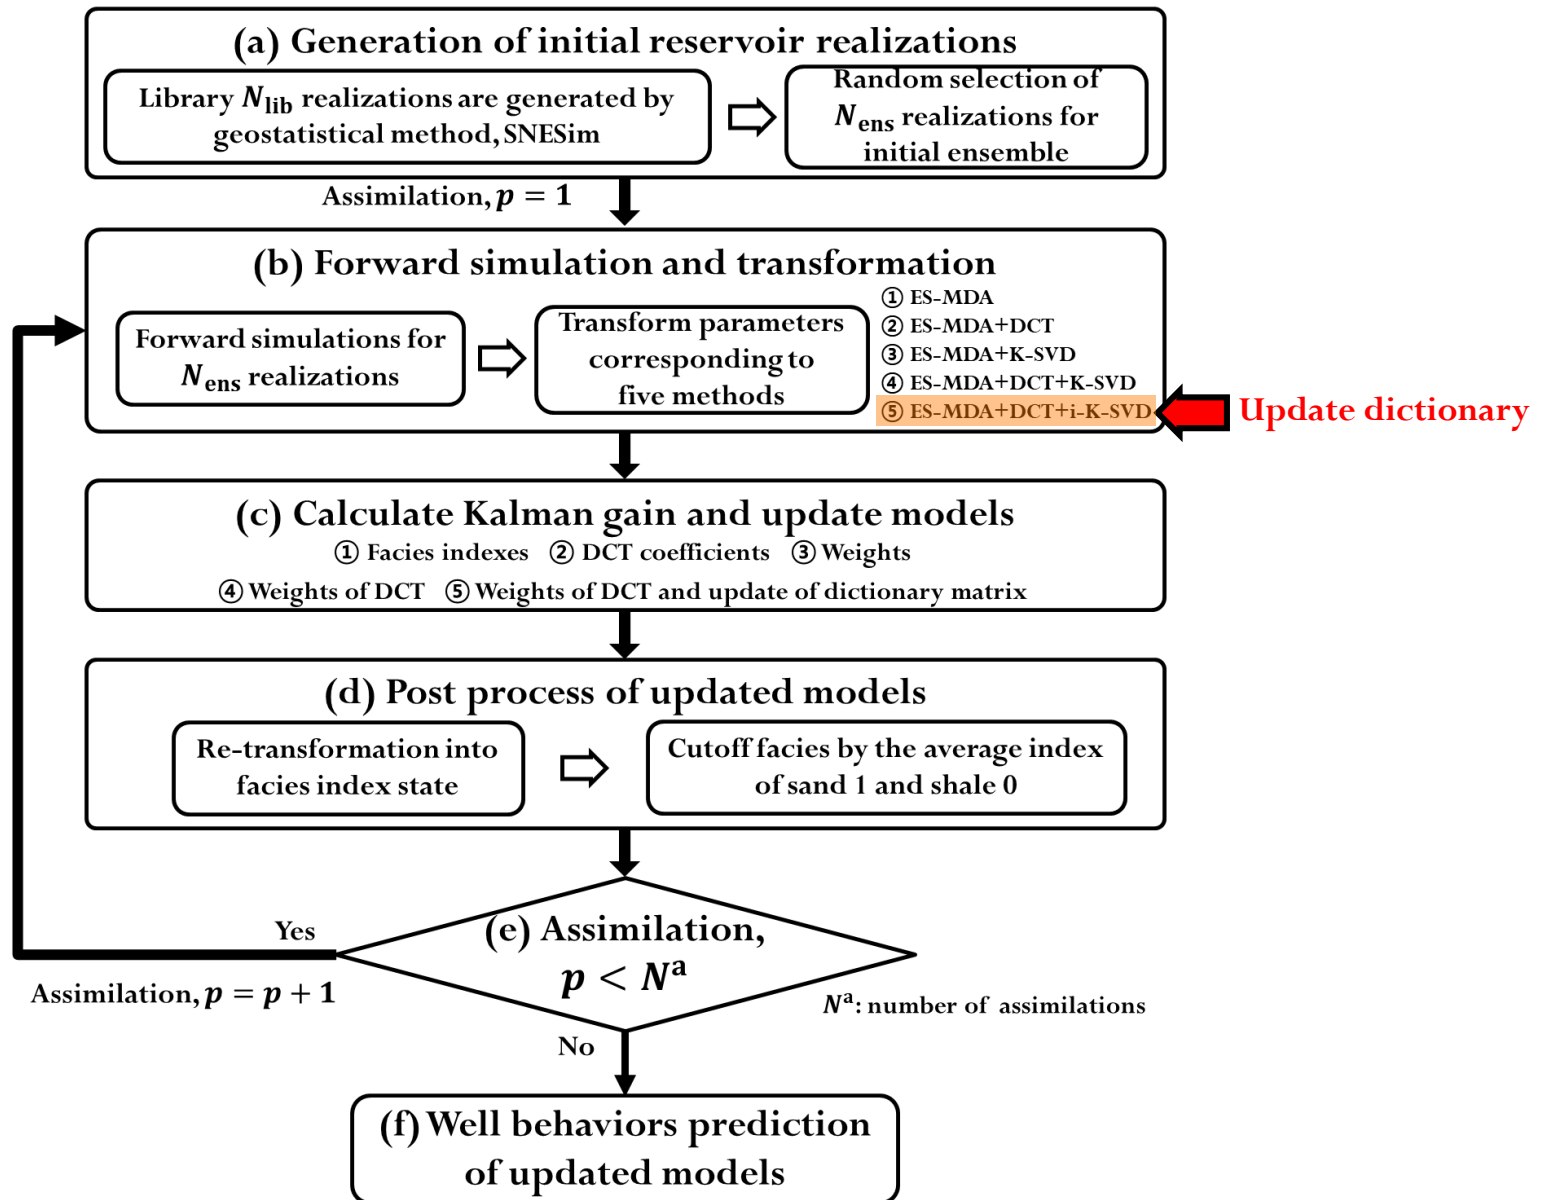 (a) Generation of initial reservoir realizations
Library N_lib realizations are generated by
geostatistical method, SNESim
Random selection of
N_ens realizations for
initial ensemble
Assimilation, p = 1
(b) Forward simulation and transformation
Forward simulations for
N_ens realizations
Transform parameters
corresponding to
five methods
① ES-MDA
② ES-MDA+DCT
③ ES-MDA+K-SVD
④ ES-MDA+DCT+K-SVD
⑤ ES-MDA+DCT+i-K-SVD
Update dictionary
(c) Calculate Kalman gain and update models
① Facies indexes ② DCT coefficients ③ Weights
④ Weights of DCT ⑤ Weights of DCT and update of dictionary matrix
(d) Post process of updated models
Re-transformation into
facies index state
Cutoff facies by the average index
of sand 1 and shale 0
(e) Assimilation,
p < N^a
Yes
Assimilation, p = p + 1
N^a: number of assimilations
No
(f) Well behaviors prediction
of updated models